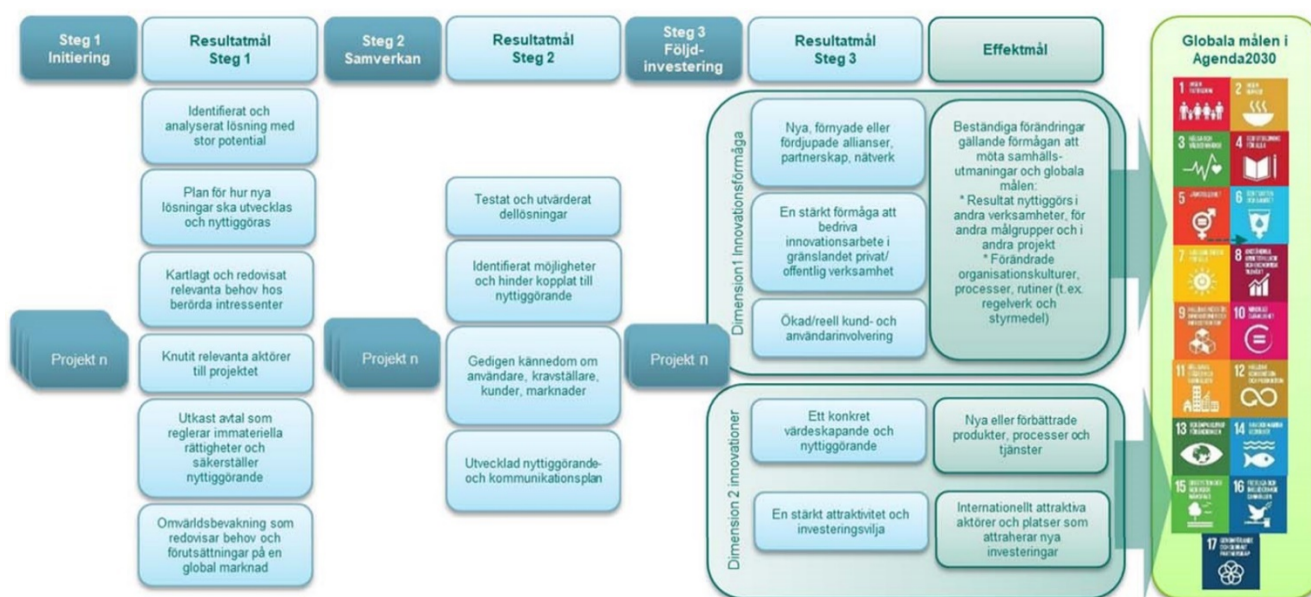 Steg 1
Initiering
Resultatmål
Steg 1
Steg 2
Samverkan
Resultatmål
Steg 2
Steg 3
Följd-
investering
Resultatmål
Steg 3
Effektmål
Globala målen i
Agenda2030
Projekt n
Identifierat och
analyserat lösning med
stor potential
Plan för hur nya
lösningar ska utvecklas
och nyttiggöras
Kartlagt och redovisat
relevanta behov hos
berörda intressenter
Knutit relevanta aktörer
till projektet
Utkast avtal som
reglerar immateriella
rättigheter och
säkerställer
nyttiggörande
Omvärldsbevakning som
redovisar behov och
förutsättningar på en
global marknad
Projekt n
Testat och utvärderat
dellösningar
Identifierat möjligheter
och hinder kopplat till
nyttiggörande
Gedigen kännedom om
användare, kravställare,
kunder, marknader
Utvecklad nyttiggörande-
och kommunikationsplan
Projekt n
Dimension1 Innovationsförmåga
Nya, förnyade eller
fördjupade allianser,
partnerskap, nätverk
En stärkt förmåga att
bedriva
innovationsarbete i
gränslandet privat/
offentlig verksamhet
Ökad/reell kund- och
användarinvolvering
Beständiga förändringar
gällande förmågan att
möta samhälls-
utmaningar och globala
målen:
* Resultat nyttiggörs i
andra verksamheter, för
andra målgrupper och i
andra projekt
* Förändrade
organisationskulturer,
processer, rutiner (t.ex.
regelverk och
styrmedel)
Dimension 2 innovationer
Ett konkret
värdeskapande och
nyttiggörande
En stärkt attraktivitet och
investeringsvilja
Nya eller förbättrade
produkter, processer och
tjänster
Internationellt attraktiva
aktörer och platser som
attraherar nya
investeringar
1
2
3
4
5
6
7
8
9
10
11
12
13
14
15
16
17